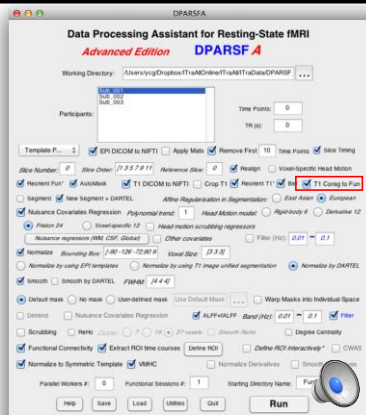 DPARSFA
Data Processing Assistant for Resting-State fMRI
Advanced Edition DPARSF A
Working Directory: /Users/ycg/Dropbox/ITraAllOnline/ITraAll/ITraData/DPARSF ...
Sub_001
Sub_002
Sub_003
Participants:
Time Points: 0
TR (s): 0
Template P... EPI DICOM to NIFTI Apply Mats Remove First 10 Time Points Slice Timing
Slice Number: 0 Slice Order: [1 3 5 7 9 11 Reference Slice: 0 Realign Voxel-Specific Head Motion
Reorient Fun* AutoMask T1 DICOM to NIFTI Crop T1 Reorient T1* Be T1 Coreg to Fun
Segment New Segment + DARTEL Affine Regularisation in Segmentation: East Asian European
Nuisance Covariates Regression Polynomial trend: 1 Head Motion model: Rigid-body 6 Derivative 12
Friston 24 Voxel-specific 12 Head motion scrubbing regressors
Nuisance regressors (WM, CSF, Global) Other covariates Filter (Hz): 0.01 ~ 0.1
Normalize Bounding Box: [-90 -126 -72;90 9 Voxel Size: [3 3 3]
Normalize by using EPI templates Normalize by using T1 image unified segmentation Normalize by DARTEL
Smooth Smooth by DARTEL FWHM: [4 4 4]
Default mask No mask User-defined mask Use Default Mask ... Warp Masks into Individual Space
Detrend Nuisance Covariates Regression ALFF+fALFF Band (Hz): 0.01 ~ 0.1 Filter
Scrubbing ReHo Cluster: 7 19 27 voxels Smooth ReHo Degree Centrality
Functional Connectivity Extract ROI time courses Define ROI Define ROI Interactively* CWAS
Normalize to Symmetric Template VMHC Normalize Derivatives Smooth
Parallel Workers #: 0 Functional Sessions #: 1 Starting Directory Name: Fun
Help Save Load Utilities Quit Run